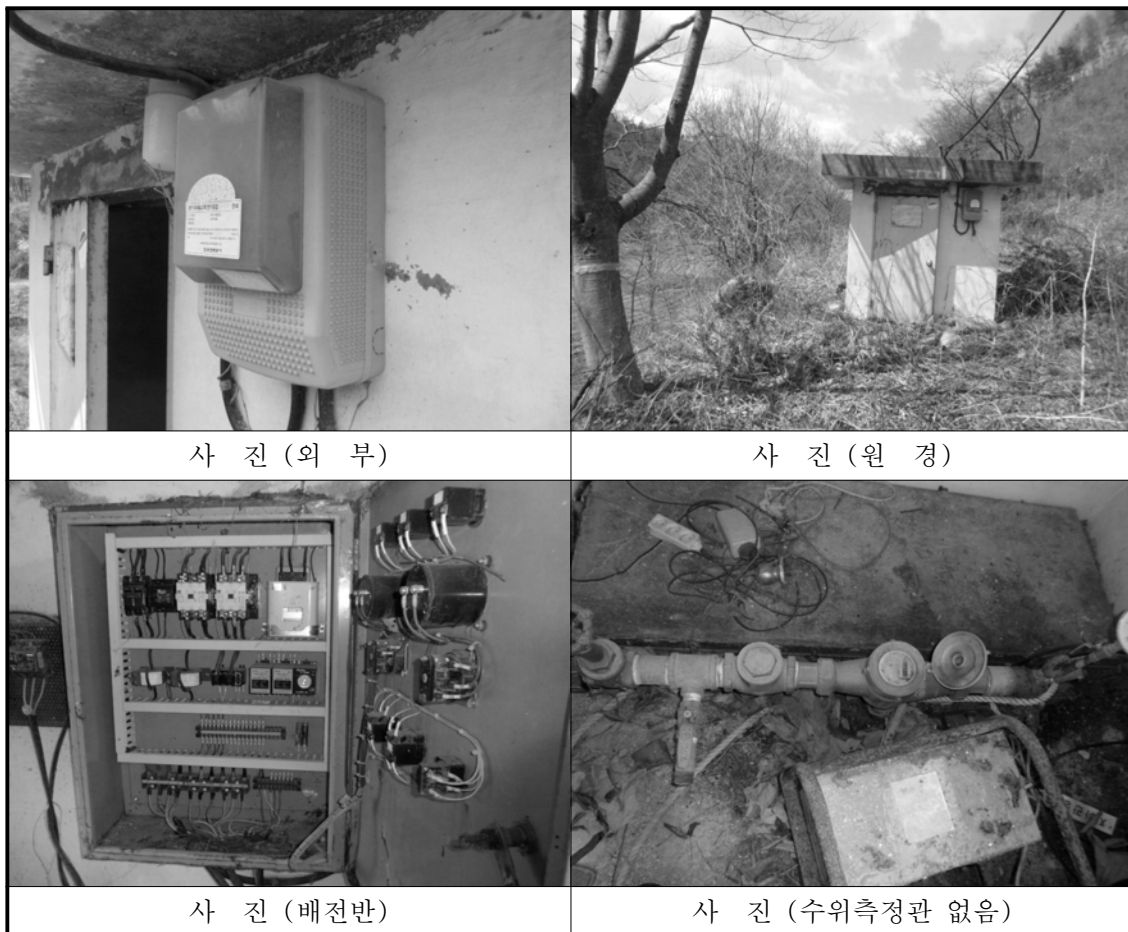 사 진 (외 부)
사 진 (원 경)
사 진 (배전반)
사 진 (수위측정관 없음)